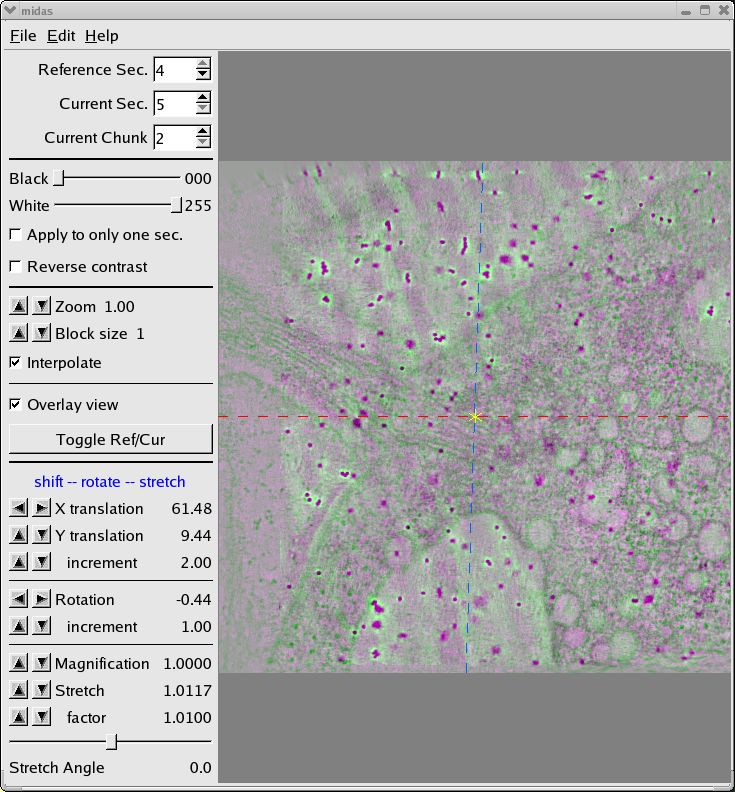 midas
File Edit Help
Reference Sec. 4
Current Sec. 5
Current Chunk 2
Black 000
White 255
Apply to only one sec.
Reverse contrast
Zoom 1.00
Block size 1
Interpolate
Overlay view
Toggle Ref/Cur
shift -- rotate -- stretch
X translation 61.48
Y translation 9.44
increment 2.00
Rotation -0.44
increment 1.00
Magnification 1.0000
Stretch 1.0117
factor 1.0100
Stretch Angle 0.0